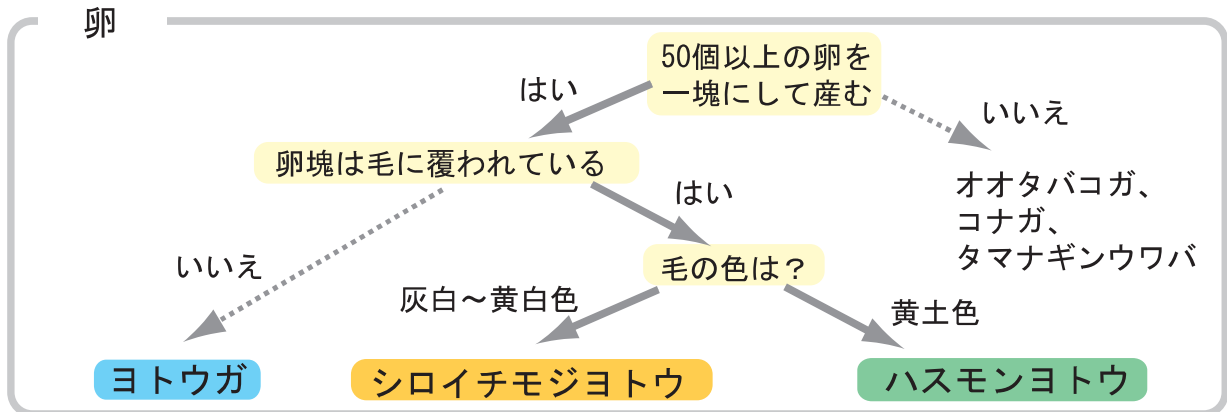 卵
50個以上の卵を
一塊にして産む
はい
いいえ
卵塊は毛に覆われている
オオタバコガ、
コナガ、
タマナギンウワバ
はい
いいえ
毛の色は？
灰白～黄白色
黄土色
ヨトウガ
シロイチモジヨトウ
ハスモンヨトウ